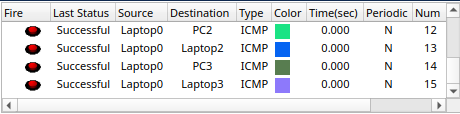 Fire Last Status Source Destination Type Color Time(sec) Periodic Num
Successful Laptop0 PC2 ICMP 0.000 N 12
Successful Laptop0 Laptop2 ICMP 0.000 N 13
Successful Laptop0 PC3 ICMP 0.000 N 14
Successful Laptop0 Laptop3 ICMP 0.000 N 15